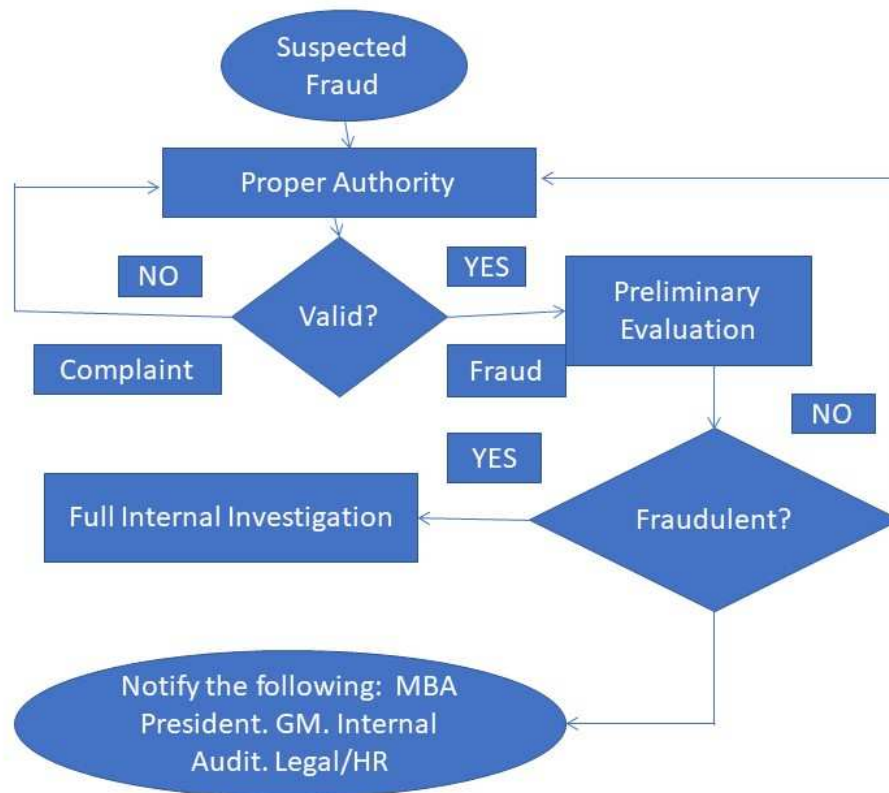 Suspected
Fraud
Proper Authority
NO
YES
Valid?
Preliminary
Evaluation
Complaint
Fraud
NO
YES
Full Internal Investigation
Fraudulent?
Notify the following:  MBA
President. GM. Internal
Audit. Legal/HR